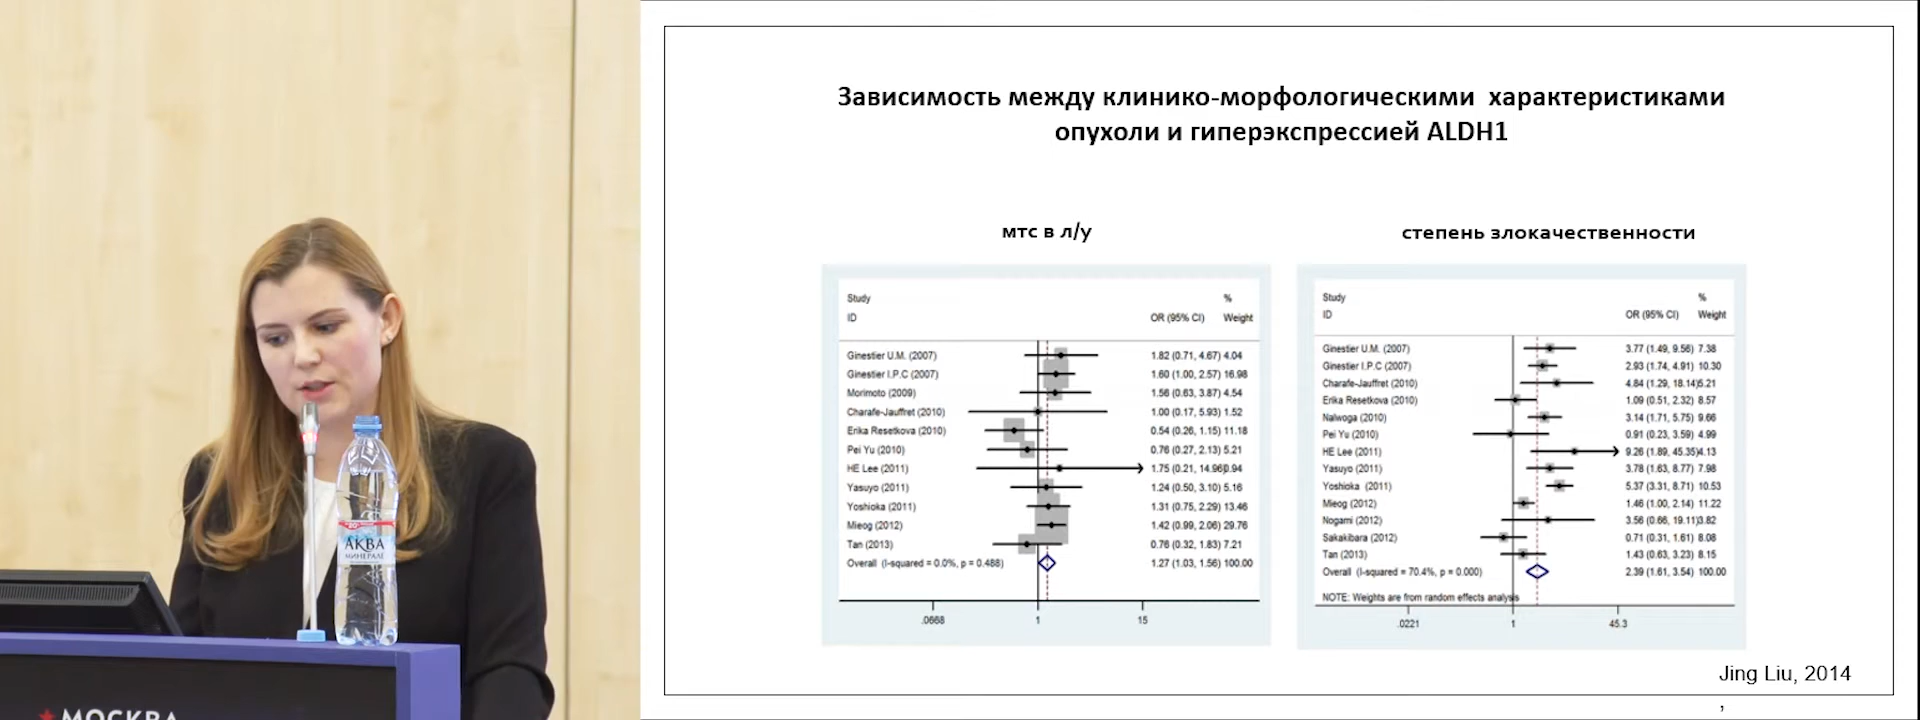 Зависимость между клинико-морфологическими характеристиками
опухоли и гиперэкспрессией ALDH1
мтс в л/у
Study %
ID OR (95% CI) Weight
Ginestier U.M. (2007) 1.82 (0.71, 4.67) 4.04
Ginestier I.P.C (2007) 1.60 (1.00, 2.57) 16.98
Morimoto (2009) 1.56 (0.63, 3.87) 4.54
Charafe-Jauffret (2010) 1.00 (0.17, 5.93) 1.52
Erika Resetkova (2010) 0.54 (0.26, 1.15) 11.18
Pei Yu (2010) 0.76 (0.27, 2.13) 5.21
HE Lee (2011) 1.75 (0.21, 14.96) 0.94
Yasuyo (2011) 1.24 (0.50, 3.10) 5.16
Yoshioka (2011) 1.31 (0.75, 2.29) 13.46
Mieog (2012) 1.42 (0.99, 2.06) 29.76
Tan (2013) 0.76 (0.32, 1.83) 7.21
Overall (I-squared = 0.0%, p = 0.488) 1.27 (1.03, 1.56) 100.00
.0668 1 15
степень злокачественности
Study %
ID OR (95% CI) Weight
Ginestier U.M. (2007) 3.77 (1.49, 9.56) 7.38
Ginestier I.P.C (2007) 2.93 (1.74, 4.91) 10.30
Charafe-Jauffret (2010) 4.84 (1.29, 18.14) 5.21
Erika Resetkova (2010) 1.09 (0.51, 2.32) 8.57
Nalwoga (2010) 3.14 (1.71, 5.75) 9.66
Pei Yu (2010) 0.91 (0.23, 3.59) 4.99
HE Lee (2011) 9.26 (1.89, 45.35) 4.13
Yasuyo (2011) 3.78 (1.63, 8.77) 7.98
Yoshioka (2011) 5.37 (3.31, 8.71) 10.53
Mieog (2012) 1.46 (1.00, 2.14) 11.22
Nogami (2012) 3.56 (0.66, 19.11) 3.82
Sakakibara (2012) 0.71 (0.31, 1.61) 8.08
Tan (2013) 1.43 (0.63, 3.23) 8.15
Overall (I-squared = 70.4%, p = 0.000) 2.39 (1.61, 3.54) 100.00
NOTE: Weights are from random effects analysis
.0221 1 45.3
Jing Liu, 2014
,
АКВА
МИНЕРАЛЕ
МОСКВА